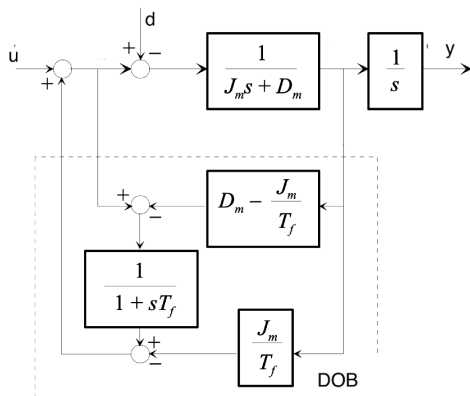 d
u
+
−
+
1 / (J_m s + D_m)
1 / s
y
+
−
D_m − J_m / T_f
1 / (1 + sT_f)
+
−
J_m / T_f
DOB